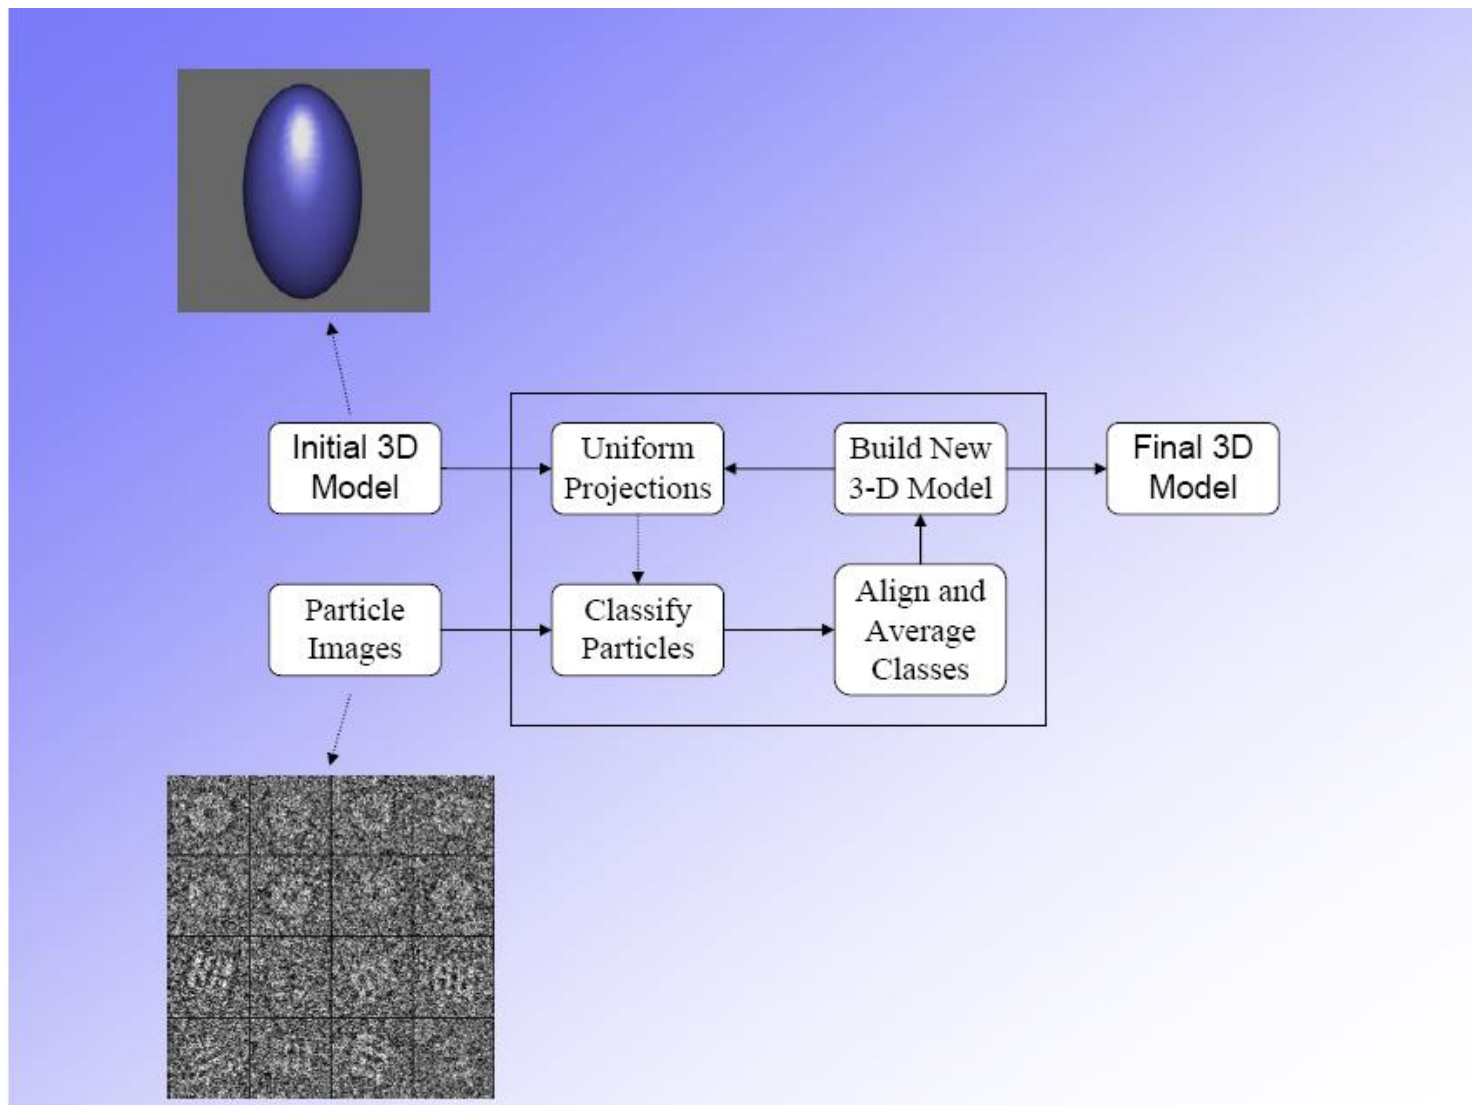 Initial 3D
Model
Uniform
Projections
Build New
3-D Model
Final 3D
Model
Particle
Images
Classify
Particles
Align and
Average
Classes